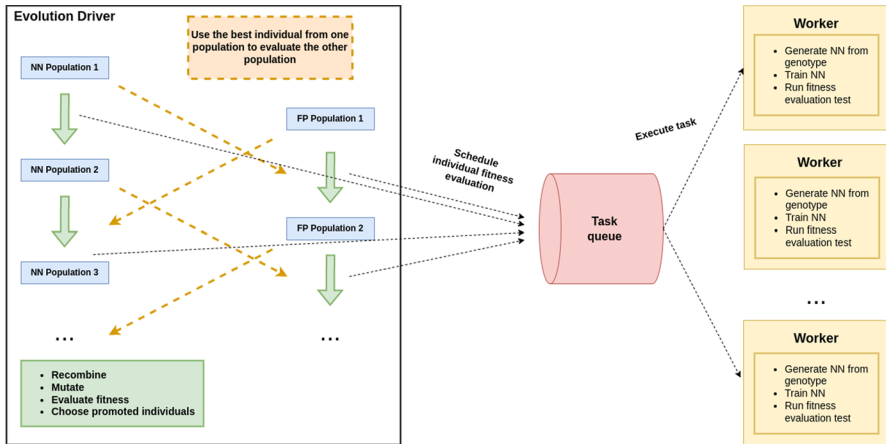 Evolution Driver
Use the best individual from one
population to evaluate the other
population
NN Population 1
FP Population 1
NN Population 2
FP Population 2
NN Population 3
...
...
Recombine
Mutate
Evaluate fitness
Choose promoted individuals
Schedule
individual fitness
evaluation
Task
queue
Execute task
Worker
Generate NN from
genotype
Train NN
Run fitness
evaluation test
Worker
Generate NN from
genotype
Train NN
Run fitness
evaluation test
...
Worker
Generate NN from
genotype
Train NN
Run fitness
evaluation test